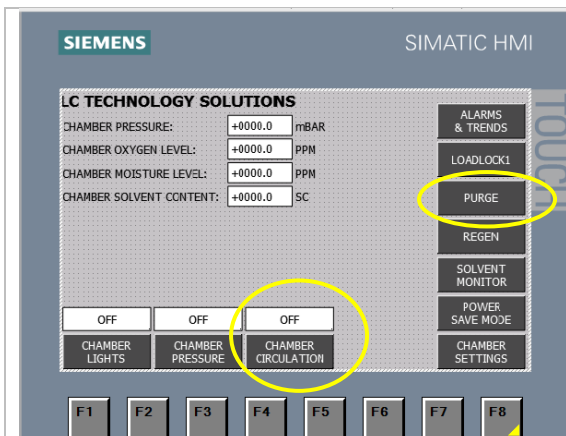 SIEMENS
SIMATIC HMI
LC TECHNOLOGY SOLUTIONS
CHAMBER PRESSURE: +0000.0 mBAR
CHAMBER OXYGEN LEVEL: +0000.0 PPM
CHAMBER MOISTURE LEVEL: +0000.0 PPM
CHAMBER SOLVENT CONTENT: +0000.0 SC
ALARMS
& TRENDS
LOADLOCK1
PURGE
REGEN
SOLVENT
MONITOR
POWER
SAVE MODE
CHAMBER
SETTINGS
OFF OFF OFF
CHAMBER
LIGHTS
CHAMBER
PRESSURE
CHAMBER
CIRCULATION
TOUCH
F1 F2 F3 F4 F5 F6 F7 F8